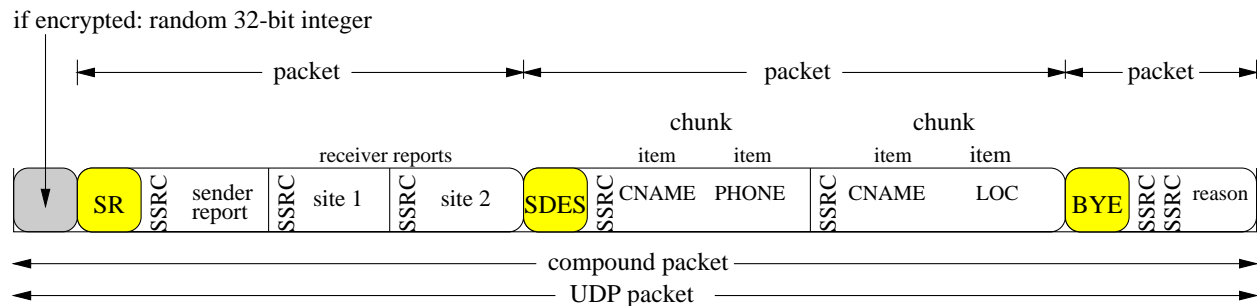 if encrypted: random 32-bit integer
packet packet packet
chunk chunk
receiver reports item item item item
SR SSRC sender report SSRC site 1 SSRC site 2 SDES SSRC CNAME PHONE SSRC CNAME LOC BYE SSRC SSRC reason
compound packet
UDP packet